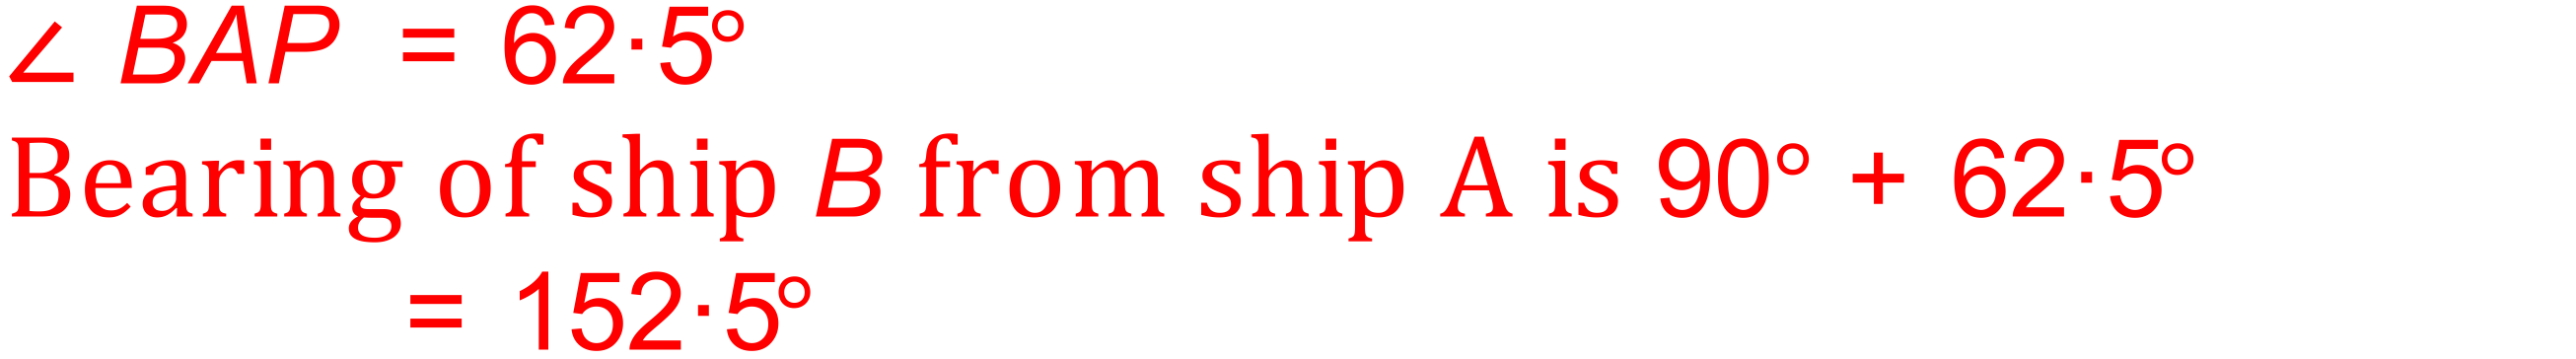 ∠ BAP = 62·5°
Bearing of ship B from ship A is 90° + 62·5°
= 152·5°